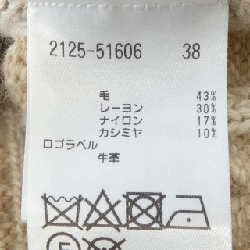 2125-51606 38
毛 43%
レーヨン 30%
ナイロン 17%
カシミヤ 10%
ロゴラベル
牛革